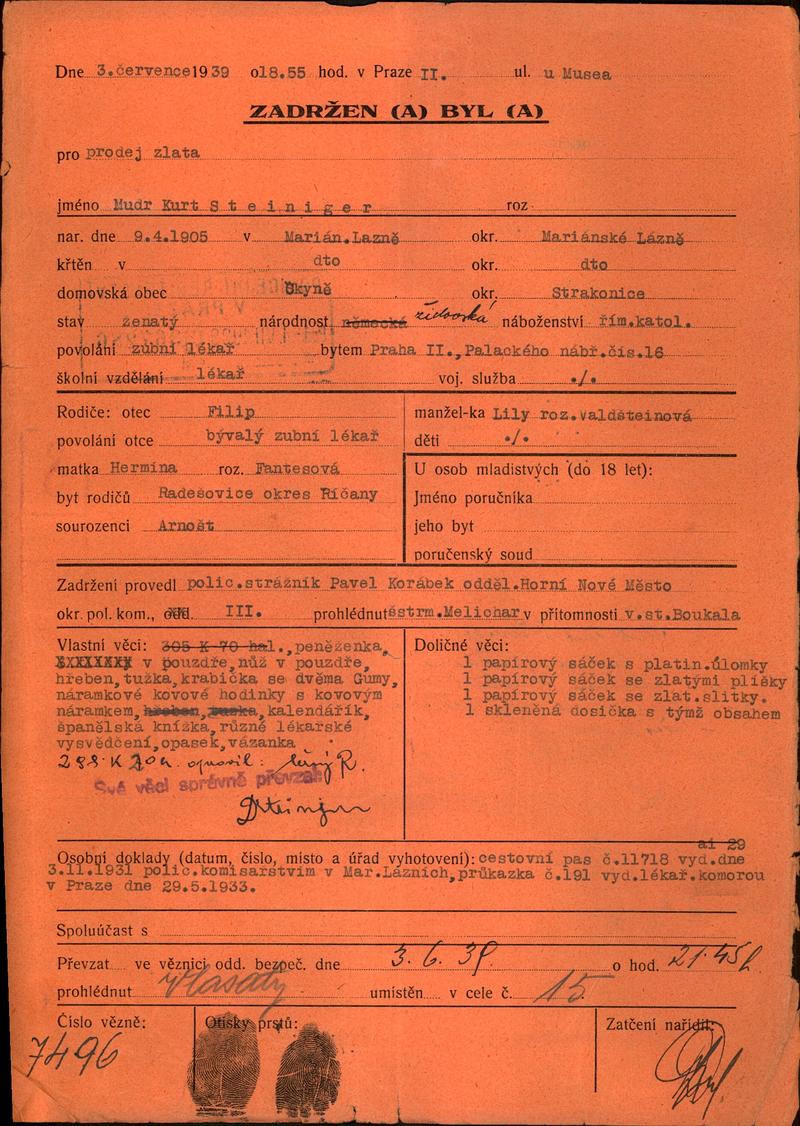 Dne 3.července 1939 o18.55 hod. v Praze II. ul. u Musea
ZADRŽEN (A) BYL (A)
pro prodej zlata
jméno Mudr Kurt S t e i n i g e r roz
nar. dne 9.4.1905 v Marián.Lazně okr. Mariánské Lázně
křtěn v dto okr. dto
domovská obec Čkyně okr. Strakonice
stav ženatý národnost německá židovská náboženství řím.katol.
povolání zubní lékař bytem Praha II.,Palackého nábř.čis.16
školní vzdělání lékař voj. služba ./.
Rodiče: otec Filip
povolání otce bývalý zubní lékař
matka Hermina roz. Fantesová
byt rodičů Radešovice okres Říčany
sourozenci Arnošt
manžel-ka Lily roz.Valdšteinová
děti ./.
U osob mladistvých (do 18 let):
Jméno poručníka
jeho byt
poručenský soud
Zadržení provedl polic.strážník Pavel Korábek odděl.Horní Nové Město
okr. pol. kom., odd. III. prohlédnut strm.Melichar v přítomnosti v.st.Boukala
Vlastní věci: 305 K 70 hal.,peněženka,
XXXXXXX v pouzdře,nůž v pouzdře,
hřeben,tužka,krabička se dvěma Gumy,
náramkové kovové hodinky s kovovým
náramkem, hřeben, tužka, kalendářík,
španělská knížka,různé lékařské
vysvědčení,opasek,vázanka
opravil:
Své věci správně převzal:
Doličné věci:
1 papírový sáček s platin.úlomky
1 papírový sáček se zlatými plíšky
1 papírový sáček se zlat.slitky.
1 skleněná dosička s týmž obsahem
ai 29
Osobní doklady (datum, číslo, místo a úřad vyhotovení): cestovní pas č.11718 vyd.dne
3.11.1931 polic.komisařstvím v Mar.Lázních,průkazka č.191 vyd.lékař.komorou
v Praze dne 29.5.1933.
Spoluúčast s
Převzat ve věznici odd. bezpeč. dne 3. 6. 39 o hod. 21.45h
prohlédnut Vlasatý umístěn v cele č. 15
Číslo vězně:
7496
Otisky prstů:
Zatčení nařídil: